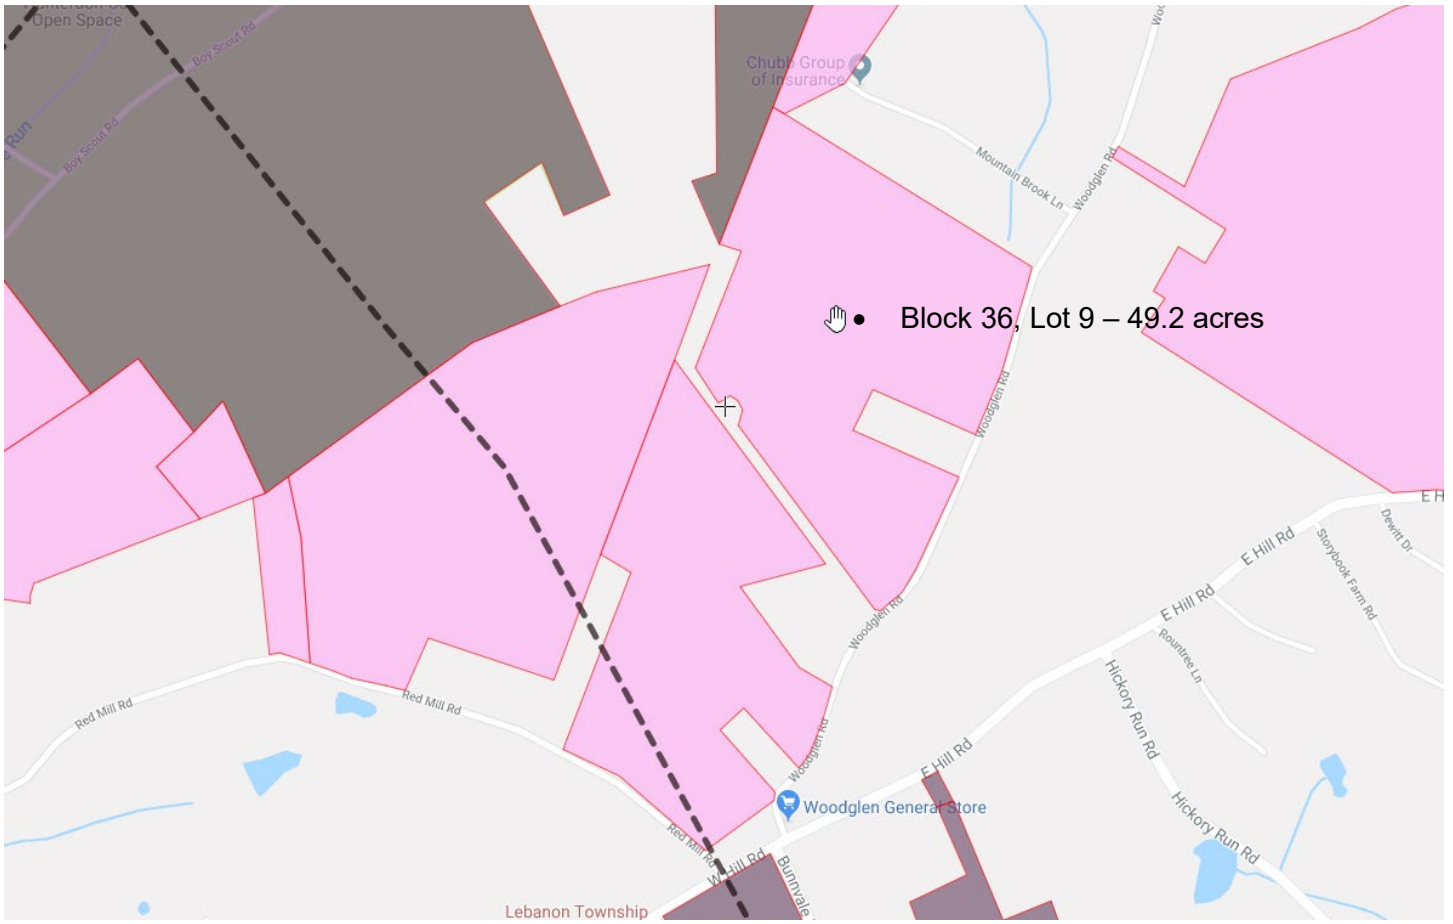 Open Space
Boy Scout Rd
Boy Scout Rd
Run
Chubb Group
of Insurance
Mountain Brook Ln
Woodglen Rd
• Block 36, Lot 9 – 49.2 acres
Woodglen Rd
Woodglen Rd
Woodglen Rd
E Hill Rd
E Hill Rd
E Hill Rd
Dewitt Dr
Storybook Farm Rd
Rountree Ln
Hickory Run Rd
Hickory Run Rd
Red Mill Rd
Red Mill Rd
Red Mill Rd
Woodglen General Store
W Hill Rd
Bunnvale
Lebanon Township